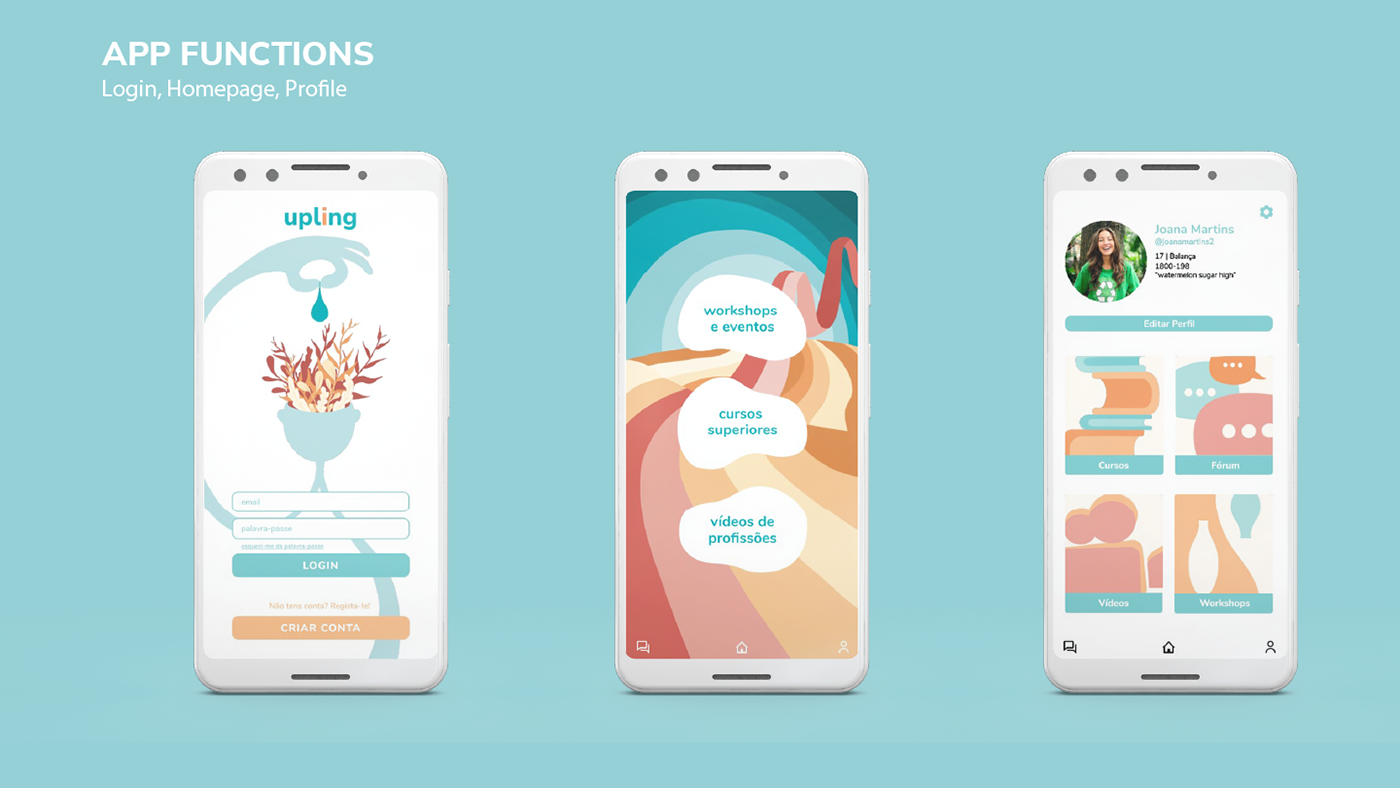 APP FUNCTIONS
Login, Homepage, Profile
upling
email
palavra-passe
esqueci-me da palavra-passe
LOGIN
Não tens conta? Regista-te!
CRIAR CONTA
workshops
e eventos
cursos
superiores
vídeos de
profissões
Joana Martins
@joanamartins2
17 | Balança
1800-198
"watermelon sugar high"
Editar Perfil
Cursos
Fórum
Vídeos
Workshops